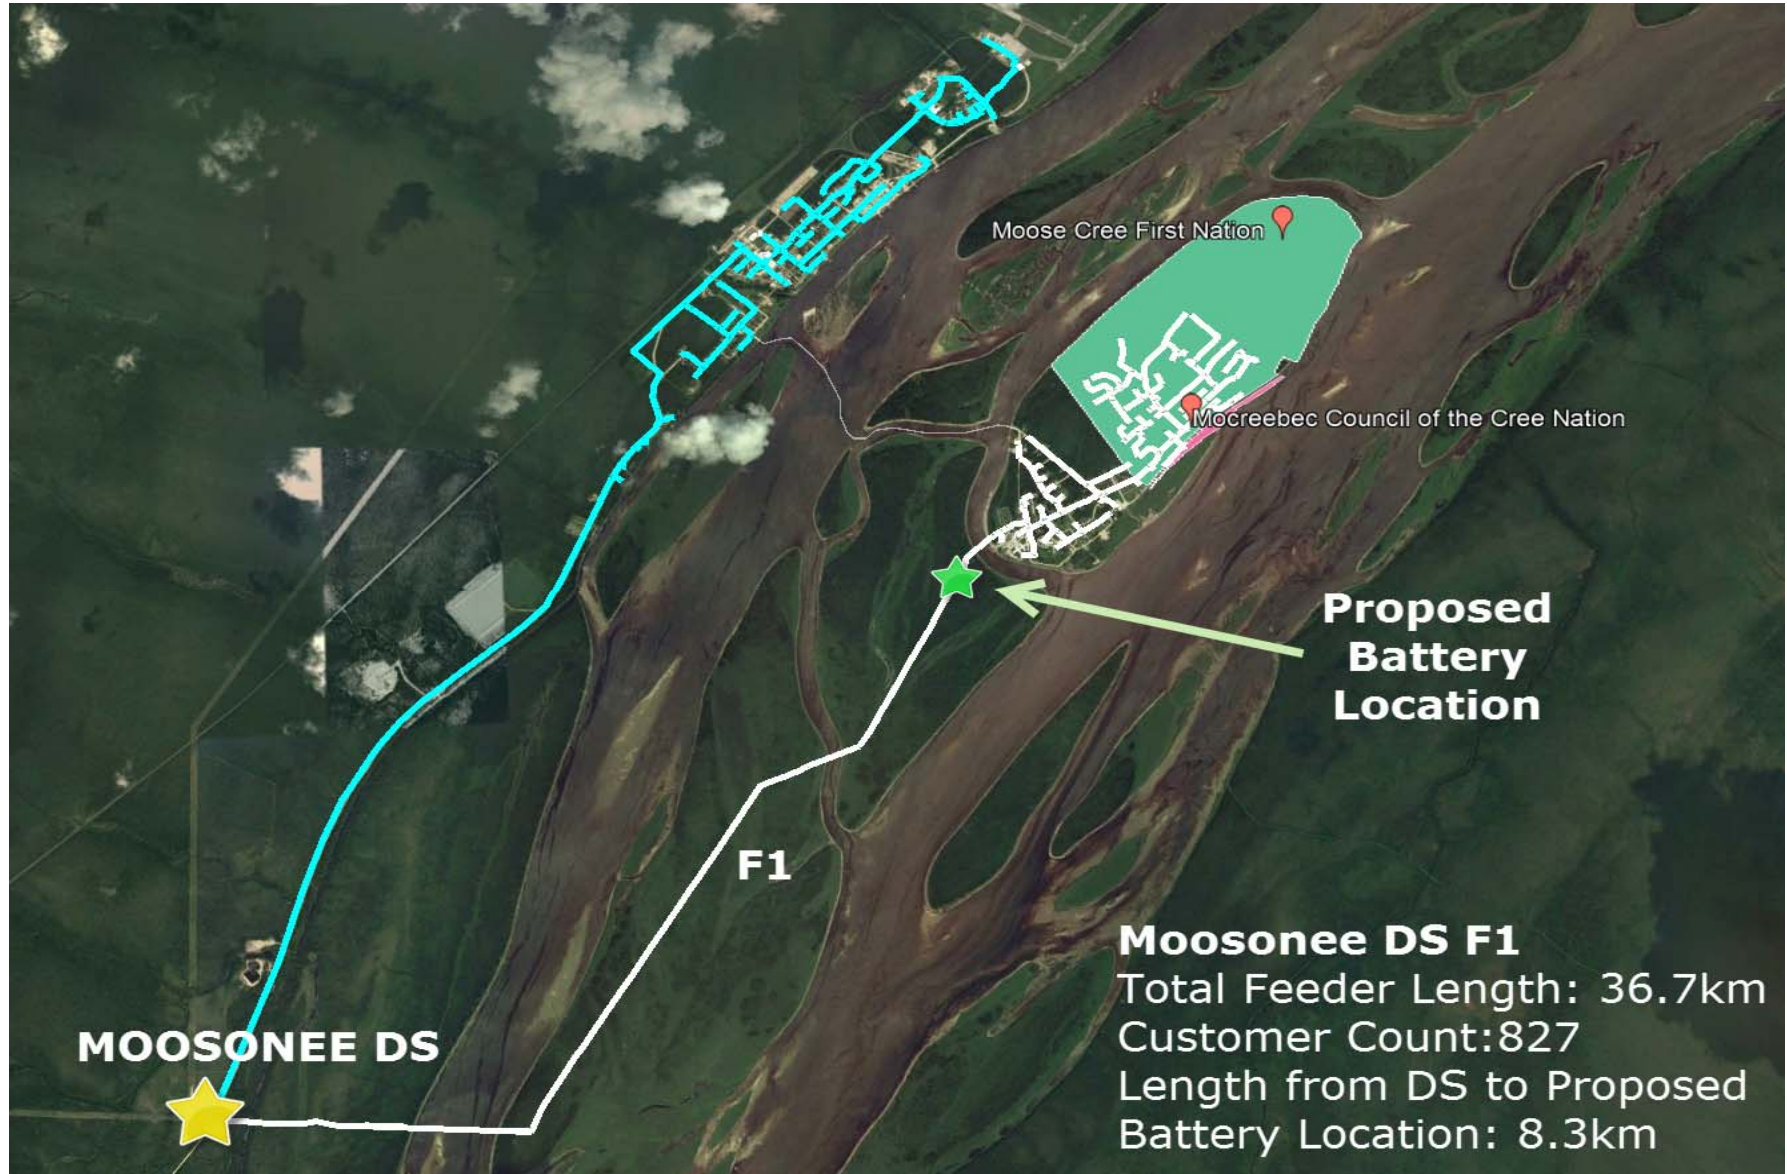 Moose Cree First Nation
Mocreebec Council of the Cree Nation
Proposed
Battery
Location
F1
Moosonee DS F1
Total Feeder Length: 36.7km
Customer Count:827
Length from DS to Proposed
Battery Location: 8.3km
MOOSONEE DS